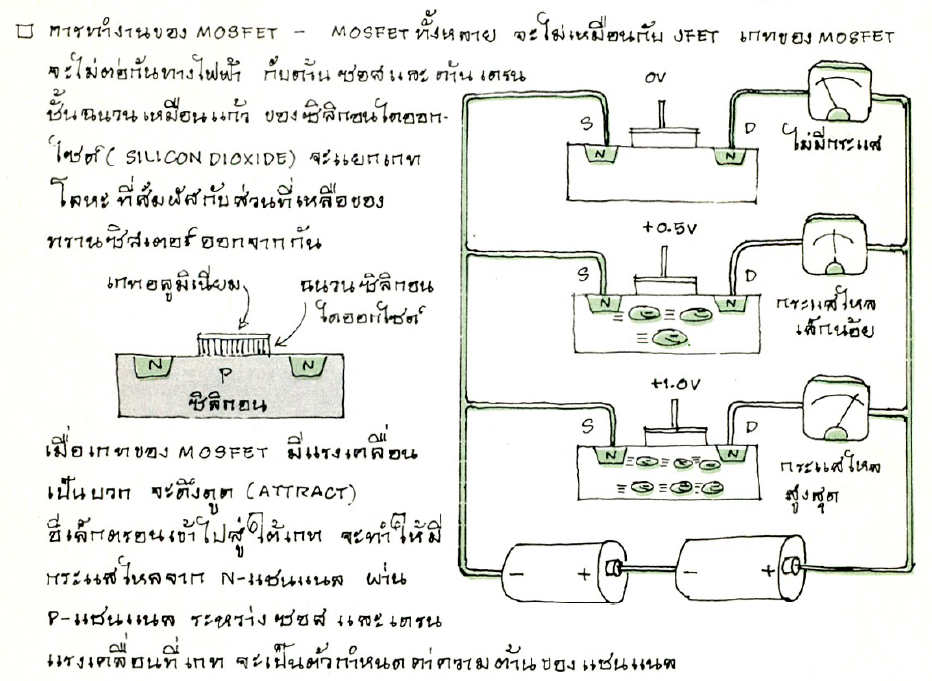 การทำงานของ MOSFET - MOSFET ทั้งหลาย จะไม่เหมือนกับ JFET เกทของ MOSFET
จะไม่ต่อกันทางไฟฟ้า กับด้าน ซอส และ ด้าน เดรน
ชั้นฉนวนเหมือนแก้ว ของซิลิกอนไดออก-
ไซด์ (SILICON DIOXIDE) จะแยกเกท
โลหะ ที่สัมผัสกับส่วนที่เหลือของ
ทรานซิสเตอร์ ออกจากกัน
เกทอลูมิเนียม
ฉนวนซิลิกอน
ไดออกไซด์
N
P
N
ซิลิกอน
เมื่อเกทของ MOSFET มีแรงเคลื่อน
เป็นบวก จะดึงดูด (ATTRACT)
อิเล็กตรอนเข้าไปสู่ใต้เกท จะทำให้มี
กระแสไหลจาก N-แชนแนล ผ่าน
P-แชนแนล ระหว่าง ซอส และ เดรน
แรงเคลื่อนที่ เกท จะเป็นตัวกำหนด ค่าความต้านของ แชนแนล
0V
S
D
N
N
ไม่มีกระแส
+0.5V
S
D
N
N
กระแสไหล
เล็กน้อย
+1.0V
S
D
N
N
กระแสไหล
สูงสุด
- +
- +